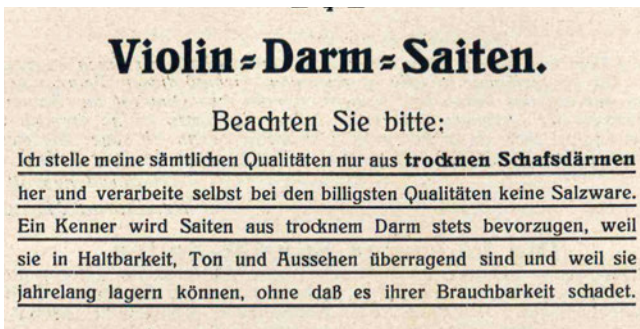 Violin=Darm=Saiten.
Beachten Sie bitte:
Ich stelle meine sämtlichen Qualitäten nur aus trocknen Schafsdärmen
her und verarbeite selbst bei den billigsten Qualitäten keine Salzware.
Ein Kenner wird Saiten aus trocknem Darm stets bevorzugen, weil
sie in Haltbarkeit, Ton und Aussehen überragend sind und weil sie
jahrelang lagern können, ohne daß es ihrer Brauchbarkeit schadet.